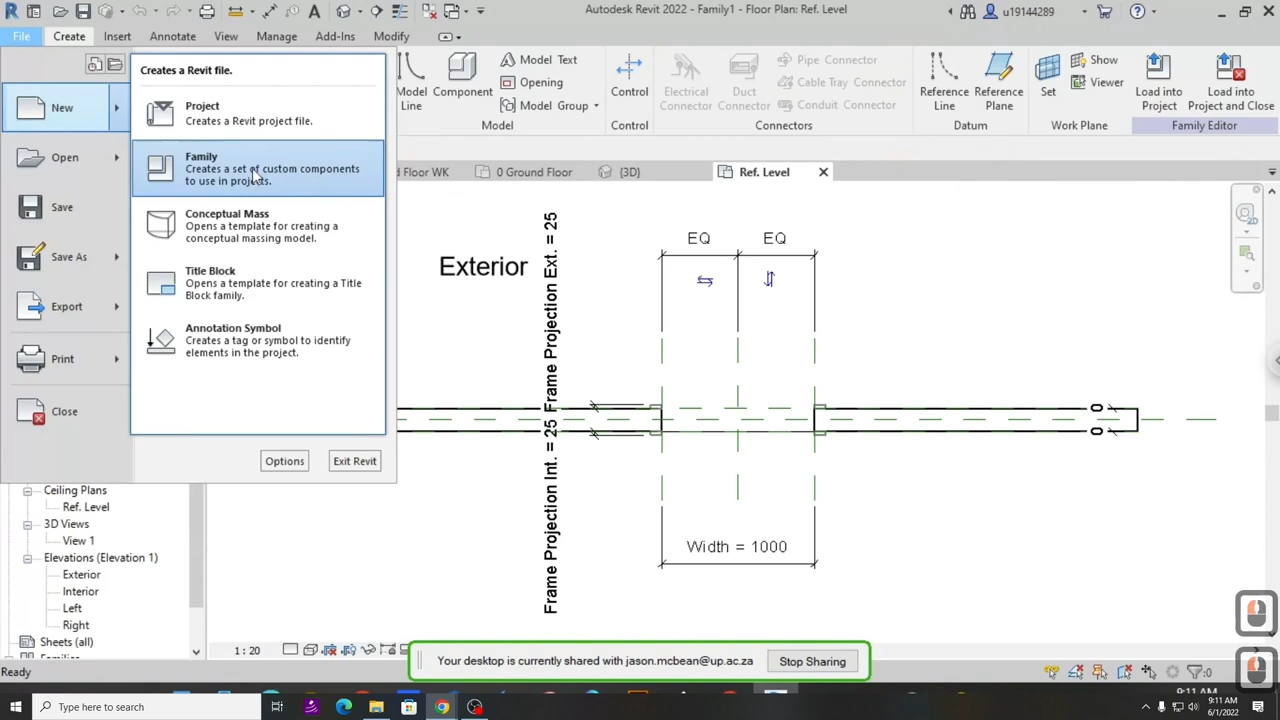 Autodesk Revit 2022 - Family1 - Floor Plan: Ref. Level
u19144289
File Create Insert Annotate View Manage Add-Ins Modify
Creates a Revit file.
New
Project
Creates a Revit project file.
Family
Creates a set of custom components
to use in projects.
Conceptual Mass
Opens a template for creating a
conceptual massing model.
Title Block
Opens a template for creating a Title
Block family.
Annotation Symbol
Creates a tag or symbol to identify
elements in the project.
Open
Save
Save As
Export
Print
Close
Options
Exit Revit
Model
Line
Component
Model Text
Opening
Model Group
Model
Control
Control
Electrical
Connector
Duct
Connector
Pipe Connector
Cable Tray Connector
Conduit Connector
Connectors
Reference
Line
Reference
Plane
Datum
Set
Show
Viewer
Work Plane
Load into
Project
Load into
Project and Close
Family Editor
d Floor WK
0 Ground Floor
{3D}
Ref. Level
2D
EQ EQ
Exterior
Frame Projection Int. = 25 Frame Projection Ext. = 25
0
0
Width = 1000
Ceiling Plans
Ref. Level
3D Views
View 1
Elevations (Elevation 1)
Exterior
Interior
Left
Right
Sheets (all)
1 : 20
Your desktop is currently shared with jason.mcbean@up.ac.za
Stop Sharing
Ready
:0
Type here to search
9:11 AM
6/1/2022